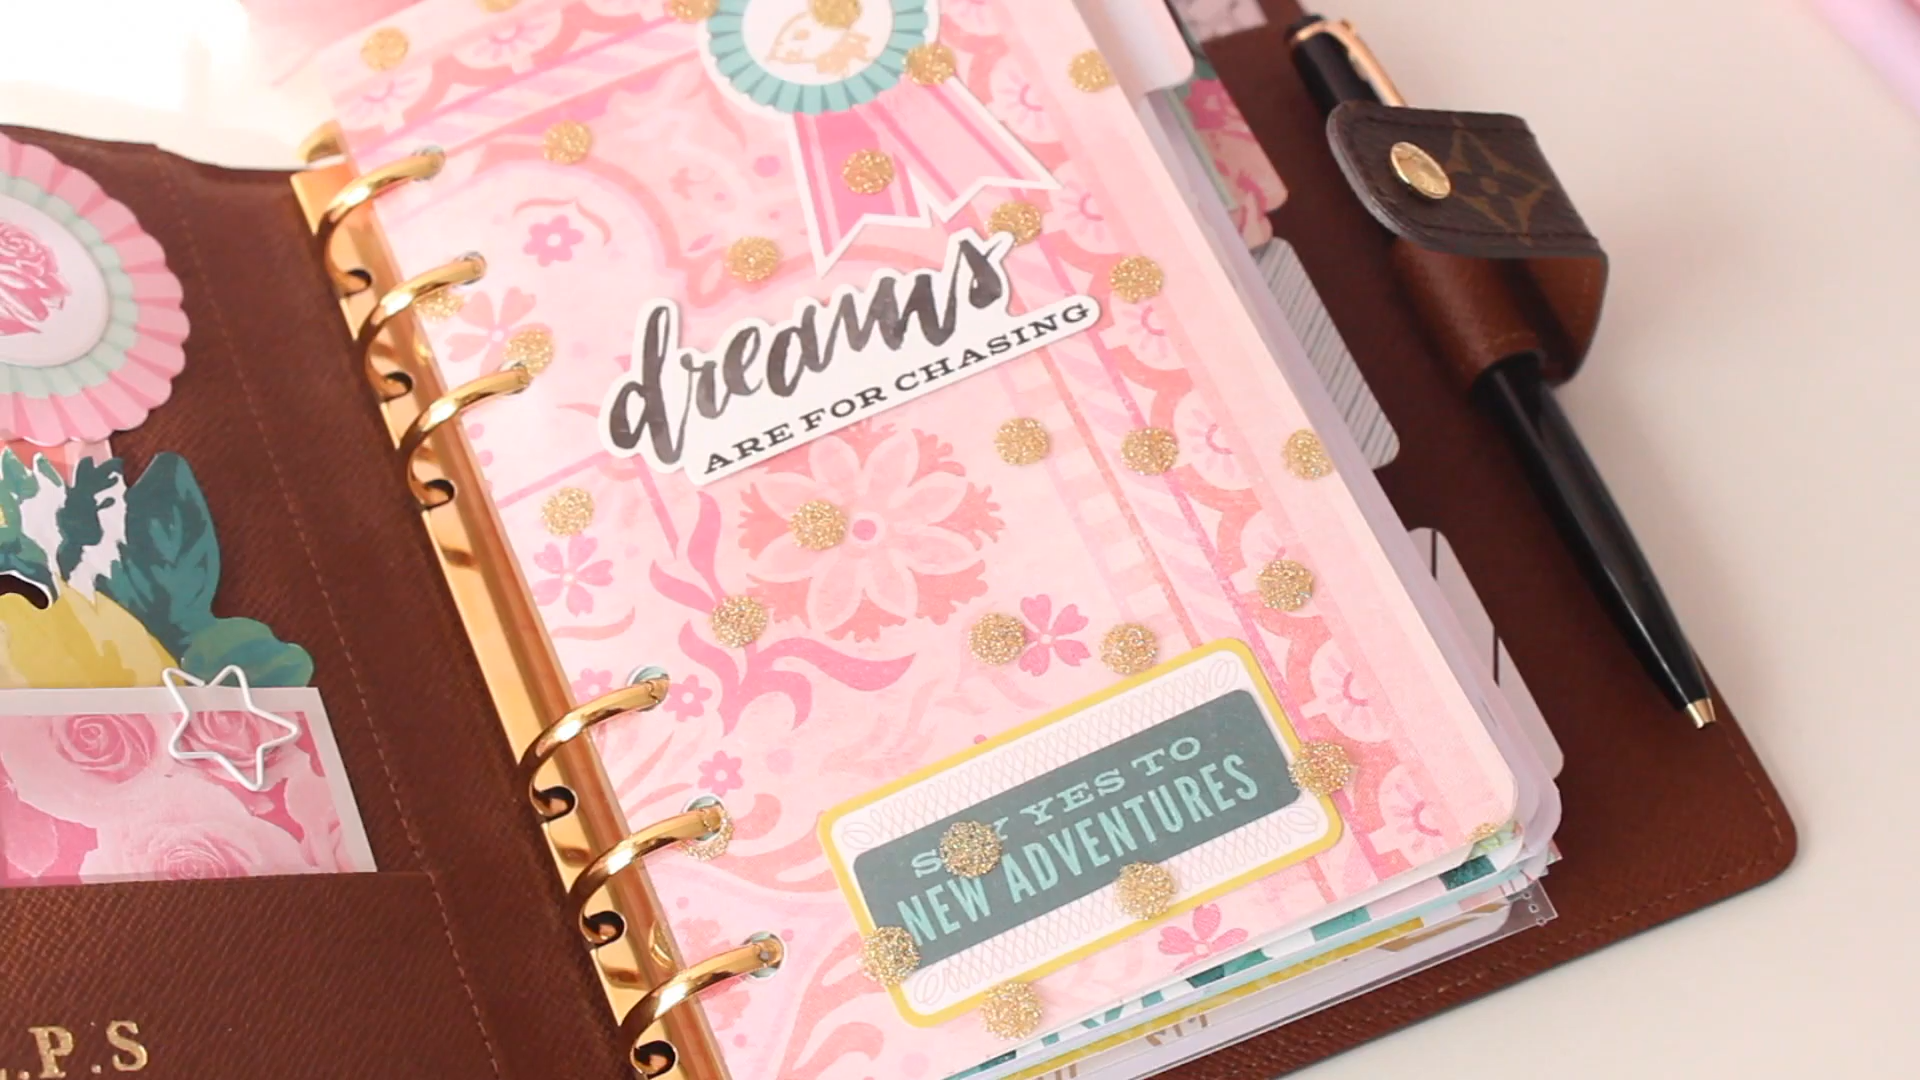 dreams
ARE FOR CHASING
YES TO
NEW ADVENTURES
.P.S